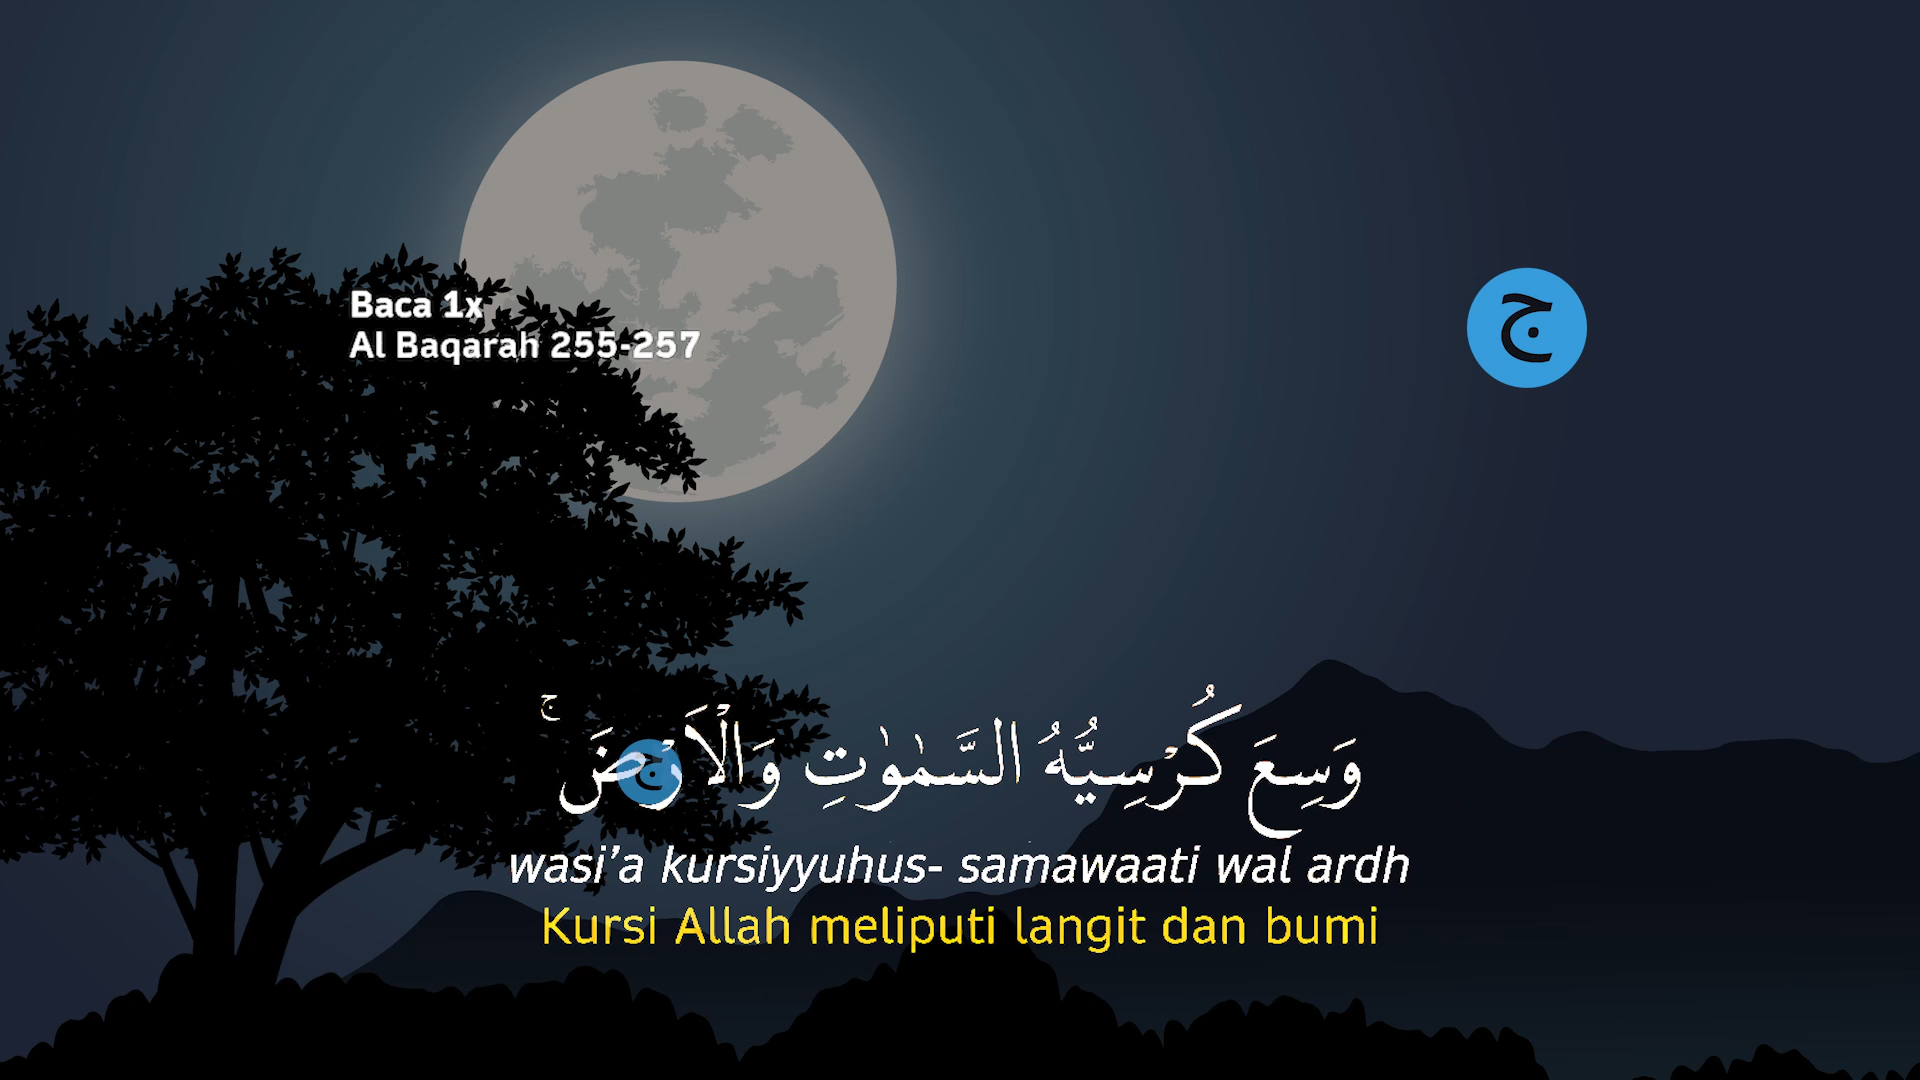 Baca 1x
Al Baqarah 255-257
ج
وَسِعَ كُرْسِيُّهُ السَّمٰوٰتِ وَالْاَرْضَ ۚ
ج
wasi’a kursiyyuhus- samawaati wal ardh
Kursi Allah meliputi langit dan bumi